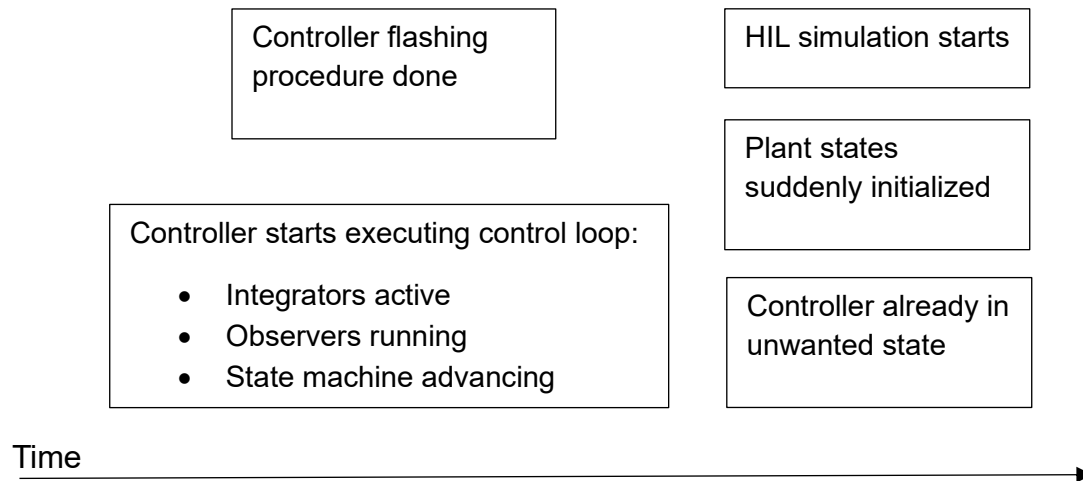 Controller flashing
procedure done
HIL simulation starts
Plant states
suddenly initialized
Controller starts executing control loop:
• Integrators active
• Observers running
• State machine advancing
Controller already in
unwanted state
Time